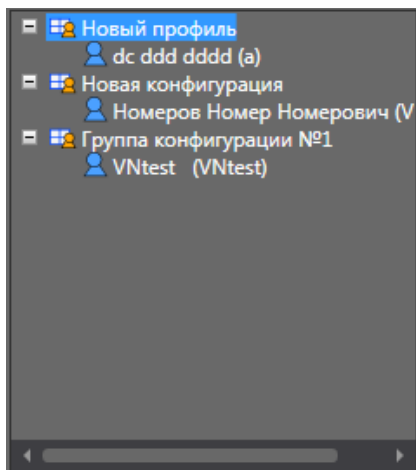 Новый профиль
dc ddd dddd (a)
Новая конфигурация
Номеров Номер Номерович (V
Группа конфигурации №1
VNtest (VNtest)